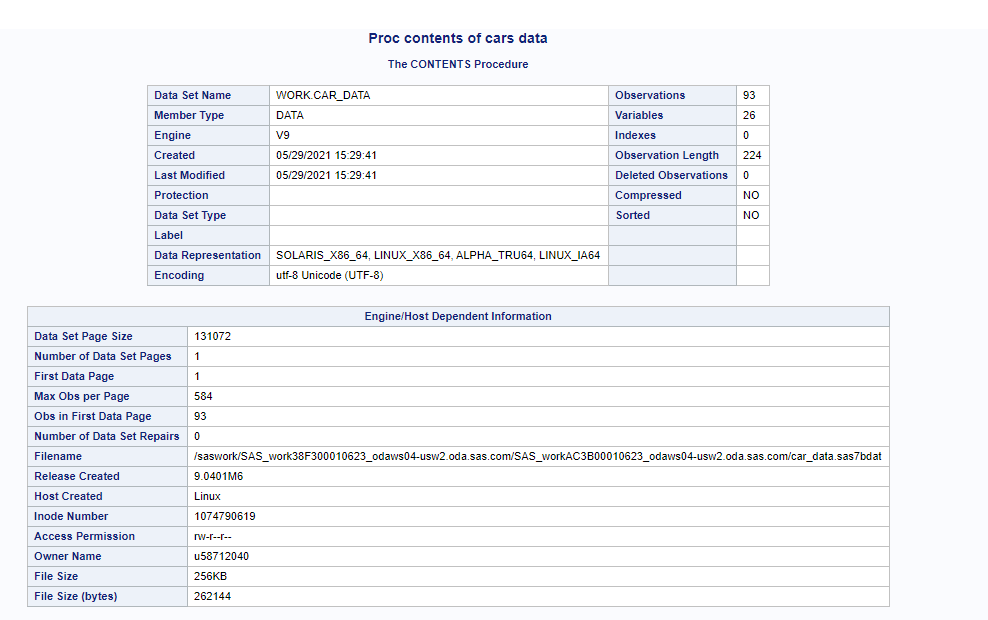 Proc contents of cars data
The CONTENTS Procedure
Data Set Name WORK.CAR_DATA Observations 93
Member Type DATA Variables 26
Engine V9 Indexes 0
Created 05/29/2021 15:29:41 Observation Length 224
Last Modified 05/29/2021 15:29:41 Deleted Observations 0
Protection Compressed NO
Data Set Type Sorted NO
Label
Data Representation SOLARIS_X86_64, LINUX_X86_64, ALPHA_TRU64, LINUX_IA64
Encoding utf-8 Unicode (UTF-8)
Engine/Host Dependent Information
Data Set Page Size 131072
Number of Data Set Pages 1
First Data Page 1
Max Obs per Page 584
Obs in First Data Page 93
Number of Data Set Repairs 0
Filename /saswork/SAS_work38F300010623_odaws04-usw2.oda.sas.com/SAS_workAC3B00010623_odaws04-usw2.oda.sas.com/car_data.sas7bdat
Release Created 9.0401M6
Host Created Linux
Inode Number 1074790619
Access Permission rw-r--r--
Owner Name u58712040
File Size 256KB
File Size (bytes) 262144